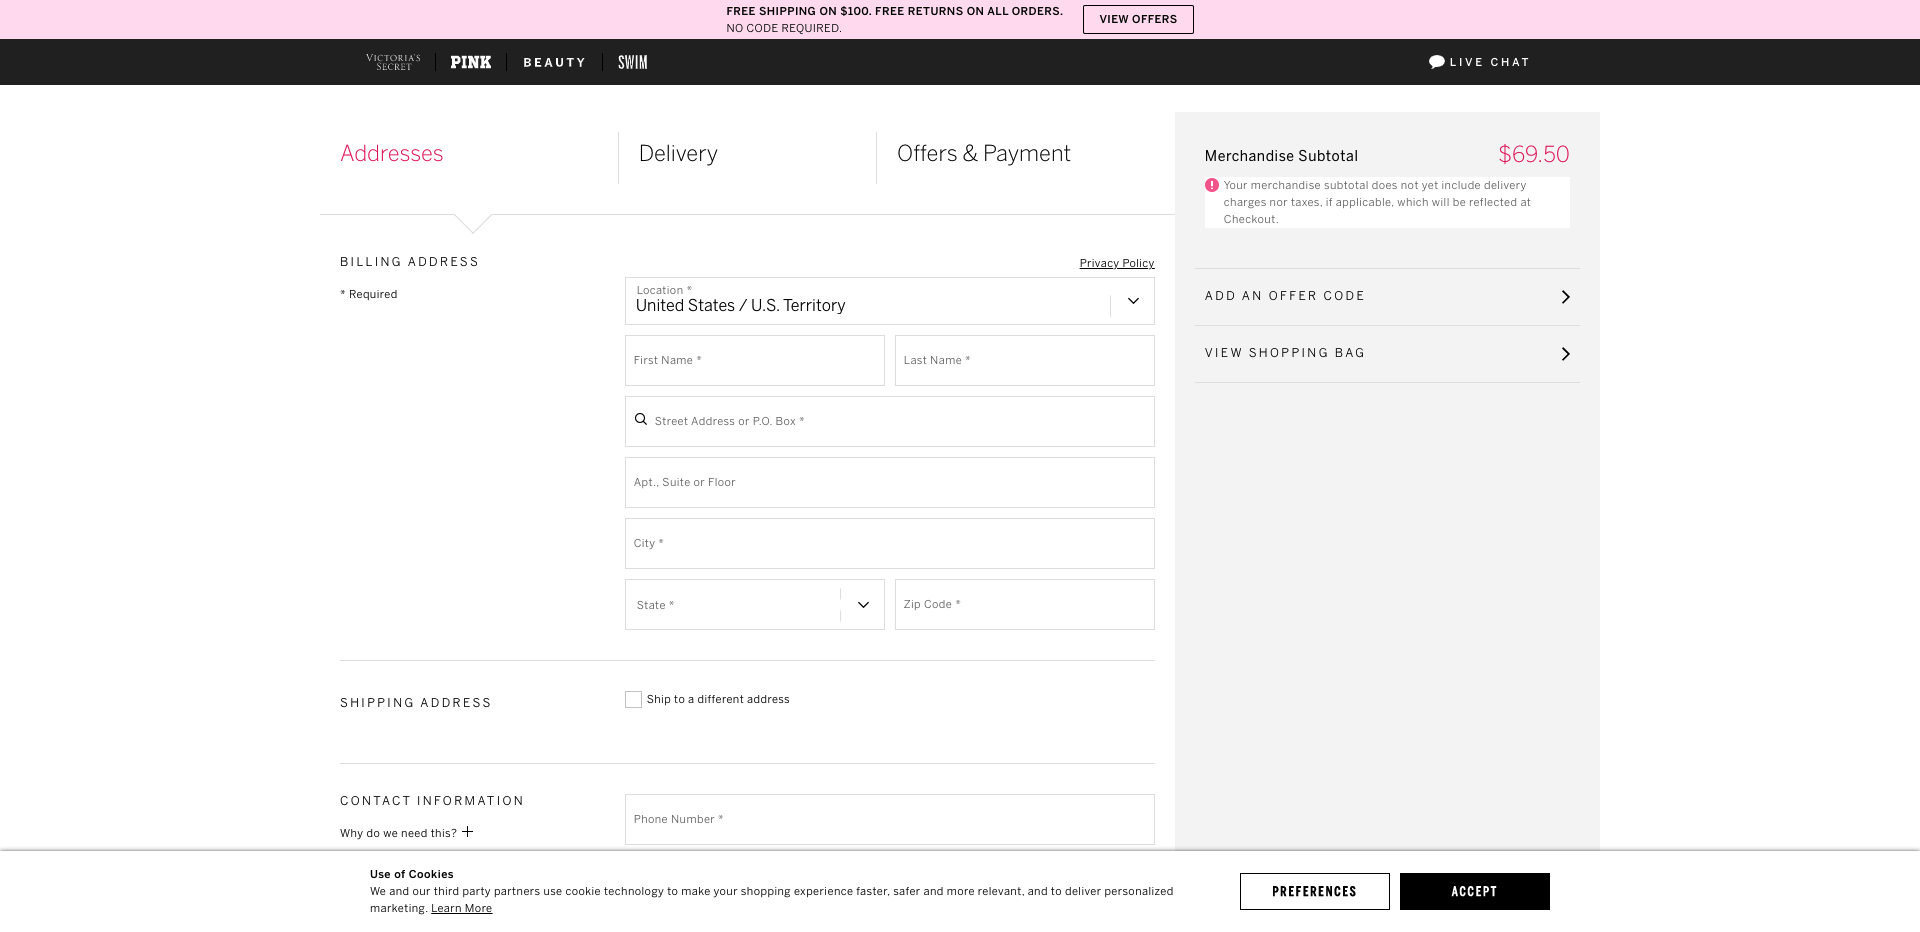 FREE SHIPPING ON $100. FREE RETURNS ON ALL ORDERS.
NO CODE REQUIRED.
VIEW OFFERS
VICTORIA'S
SECRET
PINK
BEAUTY
SWIM
LIVE CHAT
Addresses
Delivery
Offers & Payment
BILLING ADDRESS
* Required
Privacy Policy
Location *
United States / U.S. Territory
First Name *
Last Name *
Street Address or P.O. Box *
Apt., Suite or Floor
City *
State *
Zip Code *
SHIPPING ADDRESS
Ship to a different address
CONTACT INFORMATION
Why do we need this?
Phone Number *
Merchandise Subtotal
$69.50
Your merchandise subtotal does not yet include delivery
charges nor taxes, if applicable, which will be reflected at
Checkout.
ADD AN OFFER CODE
VIEW SHOPPING BAG
Use of Cookies
We and our third party partners use cookie technology to make your shopping experience faster, safer and more relevant, and to deliver personalized
marketing. Learn More
PREFERENCES
ACCEPT